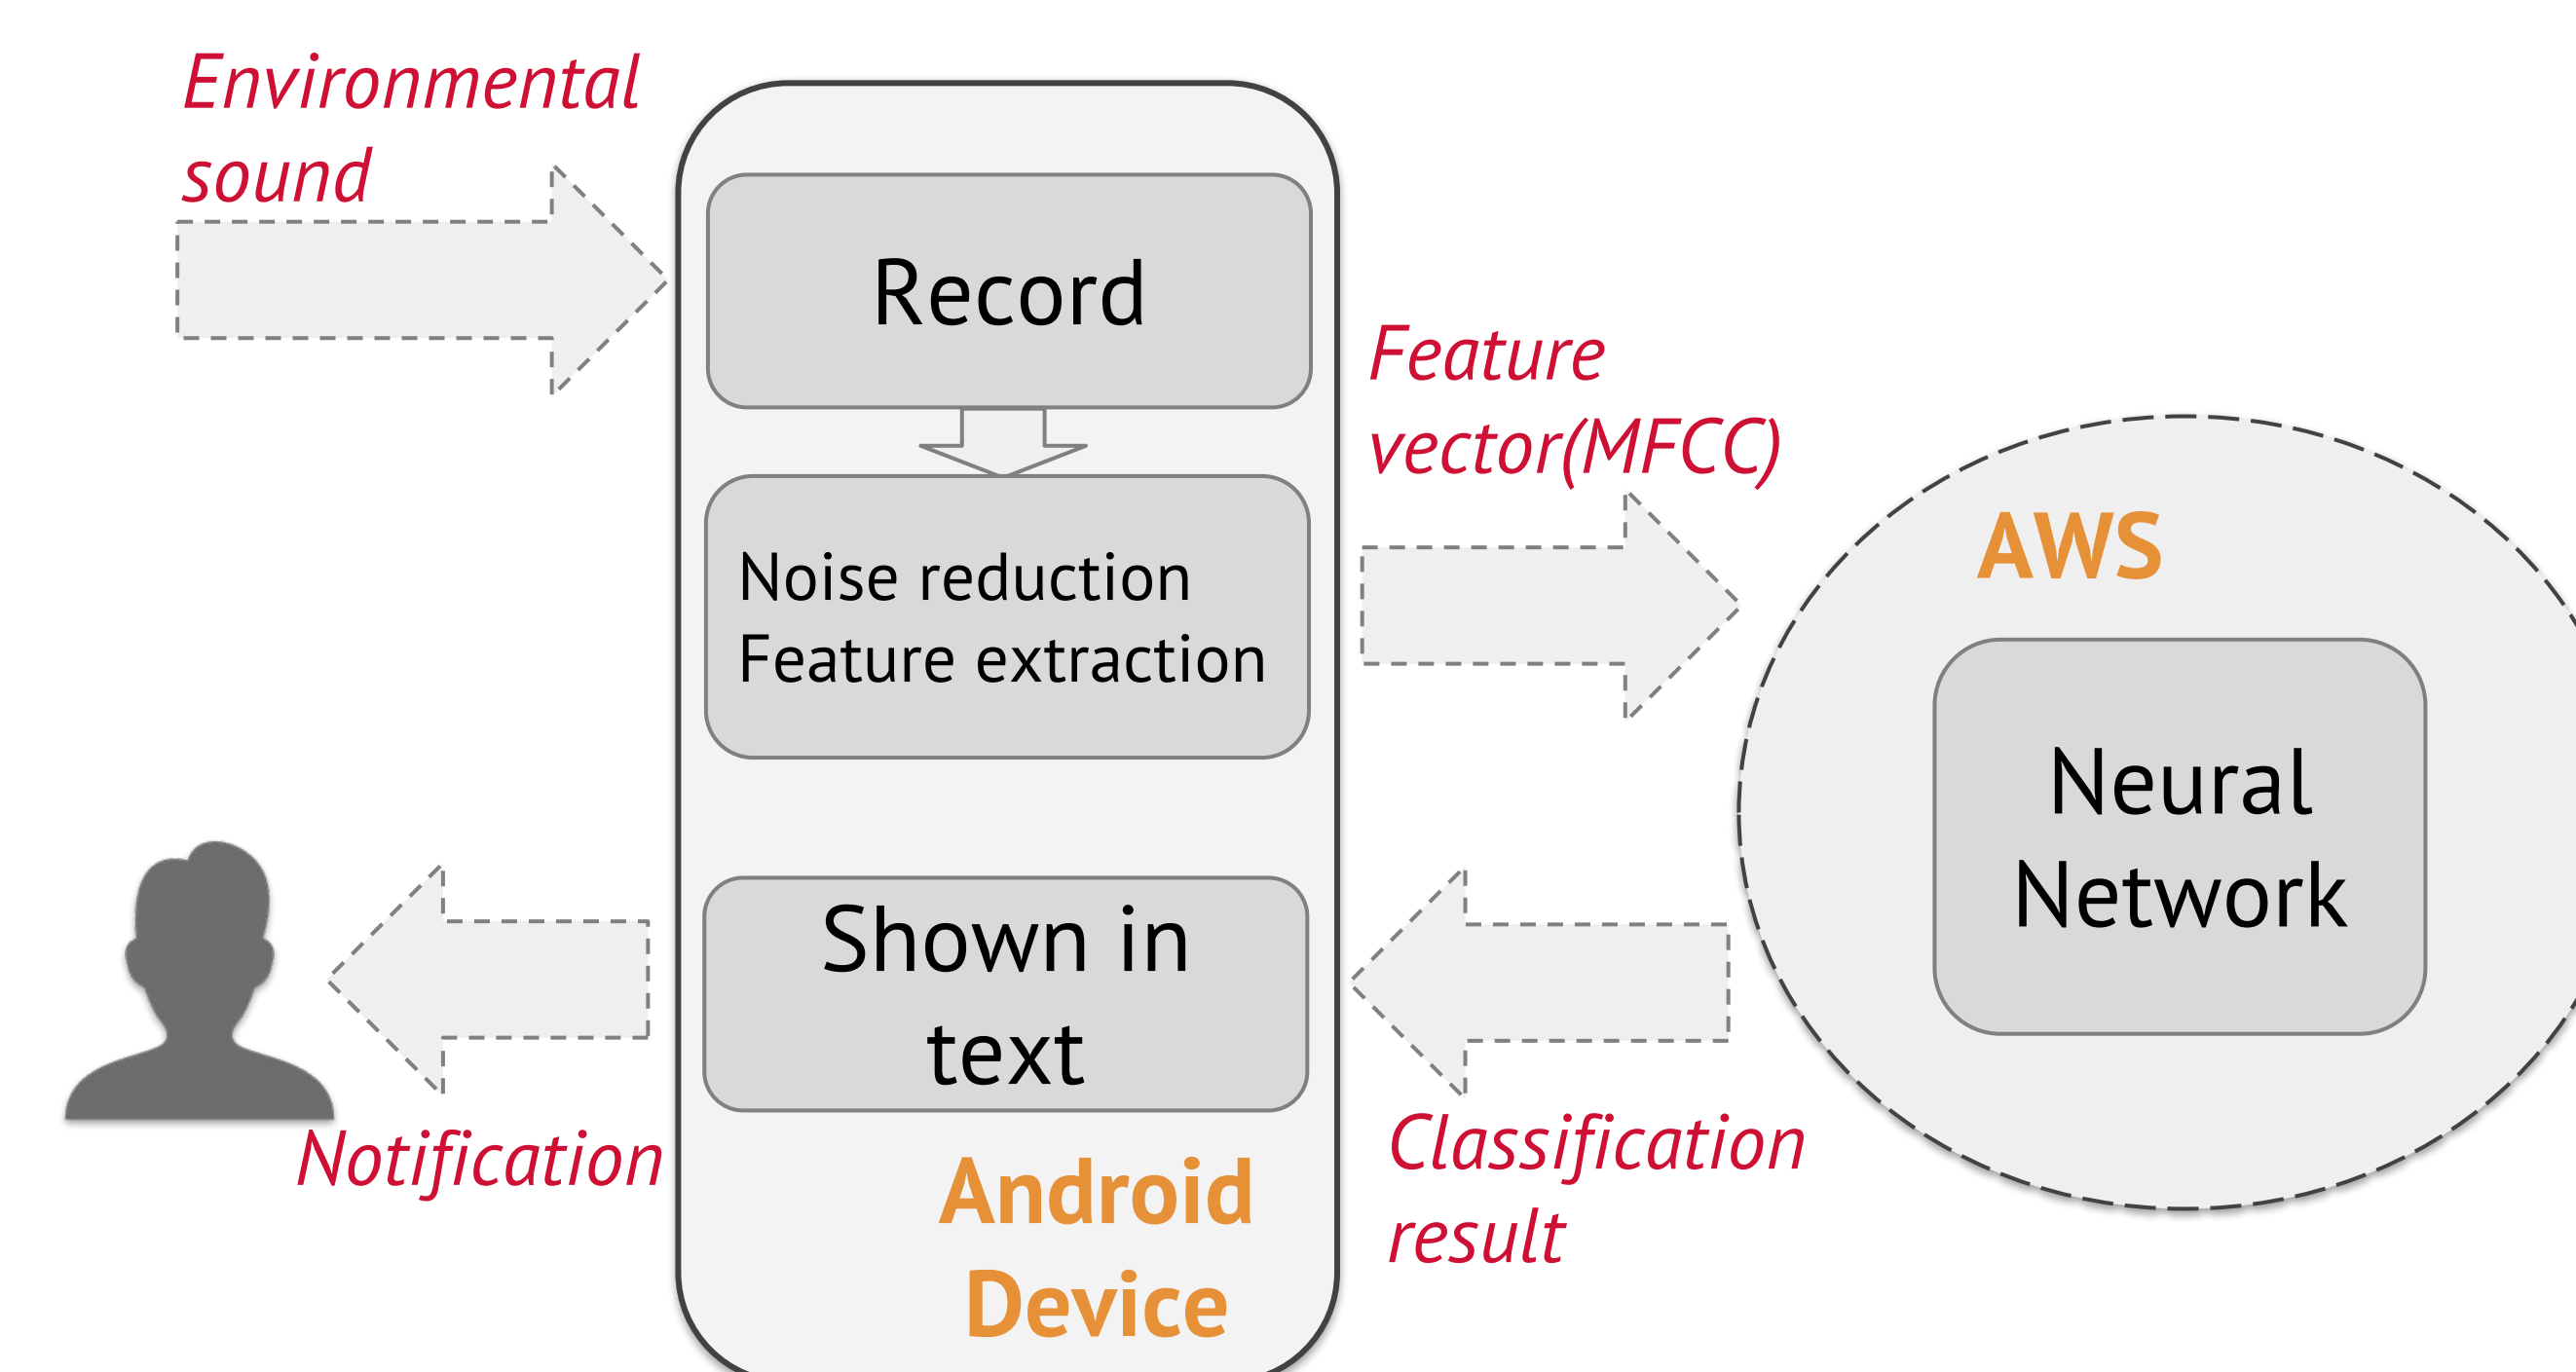 Environmental
sound
Record
Feature
vector(MFCC)
Noise reduction
Feature extraction
AWS
Neural
Network
Shown in
text
Notification
Classification
result
Android
Device